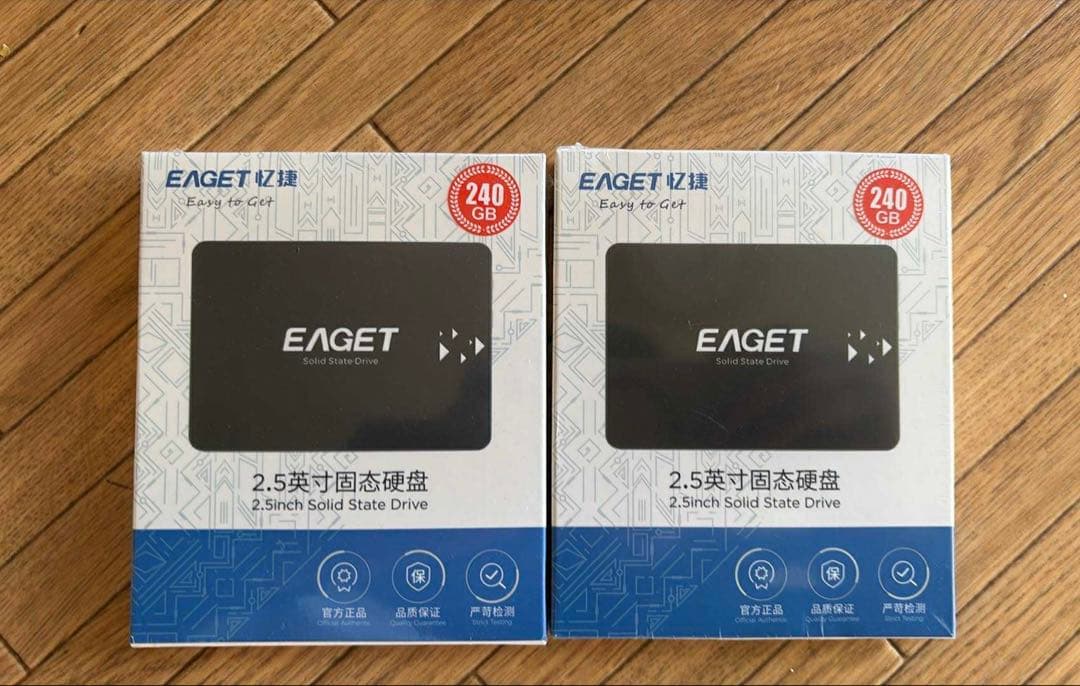 EAGET 忆捷
Easy to Get
240
GB
EAGET
Solid State Drive
2.5英寸固态硬盘
2.5inch Solid State Drive
保
官方正品
Official Authentic
品质保证
Quality Guarantee
严苛检测
Strict Testing
EAGET 忆捷
Easy to Get
240
GB
EAGET
Solid State Drive
2.5英寸固态硬盘
2.5inch Solid State Drive
保
官方正品
Official Authentic
品质保证
Quality Guarantee
严苛检测
Strict Testing